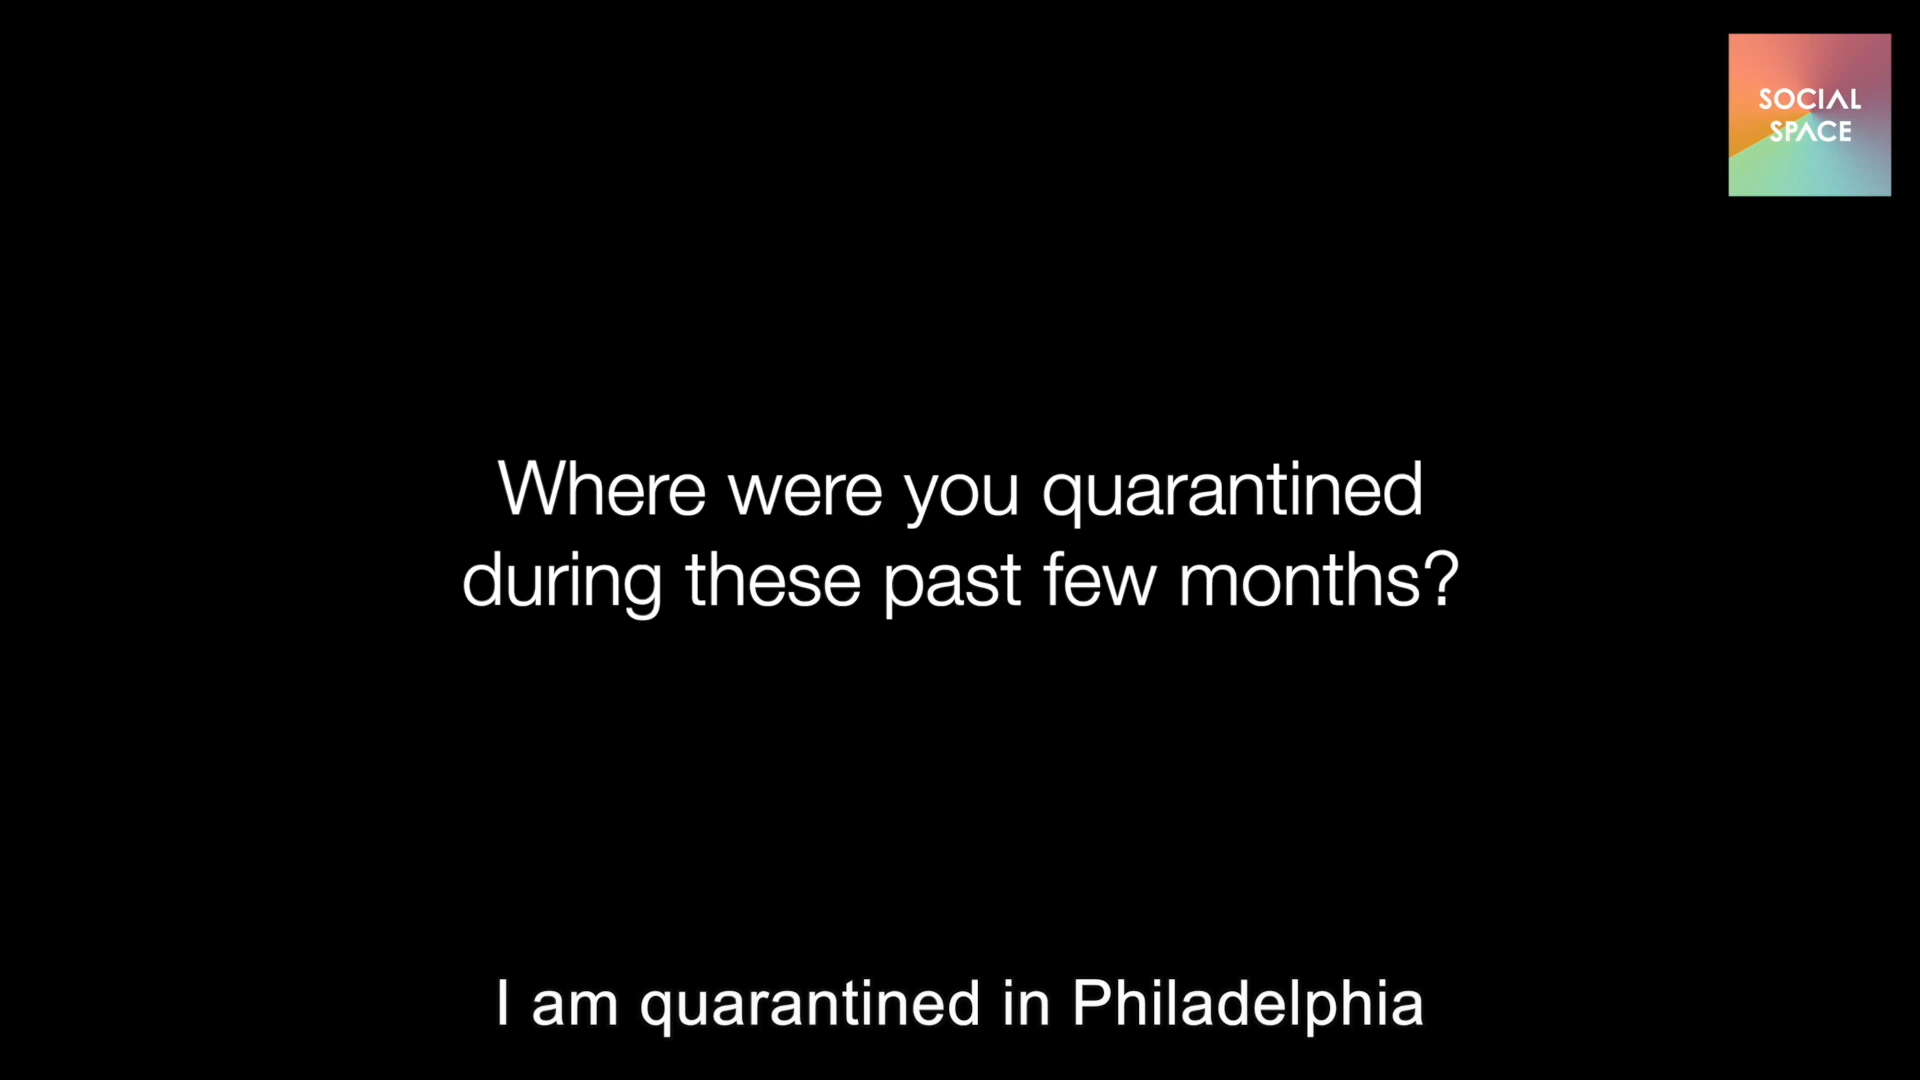 SOCIAL
SPACE
Where were you quarantined
during these past few months?
I am quarantined in Philadelphia